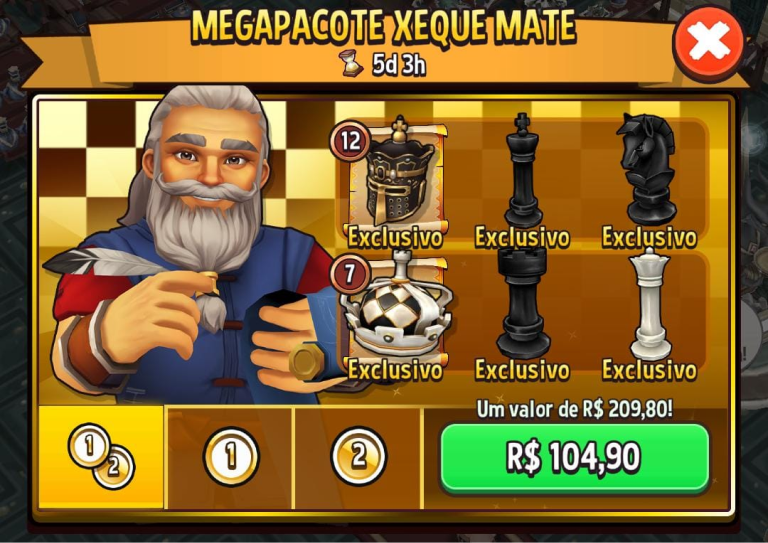 MEGAPACOTE XEQUE MATE
5d 3h
12
Exclusivo Exclusivo Exclusivo
7
Exclusivo Exclusivo Exclusivo
Um valor de R$ 209,80!
1 2 1 2 R$ 104,90